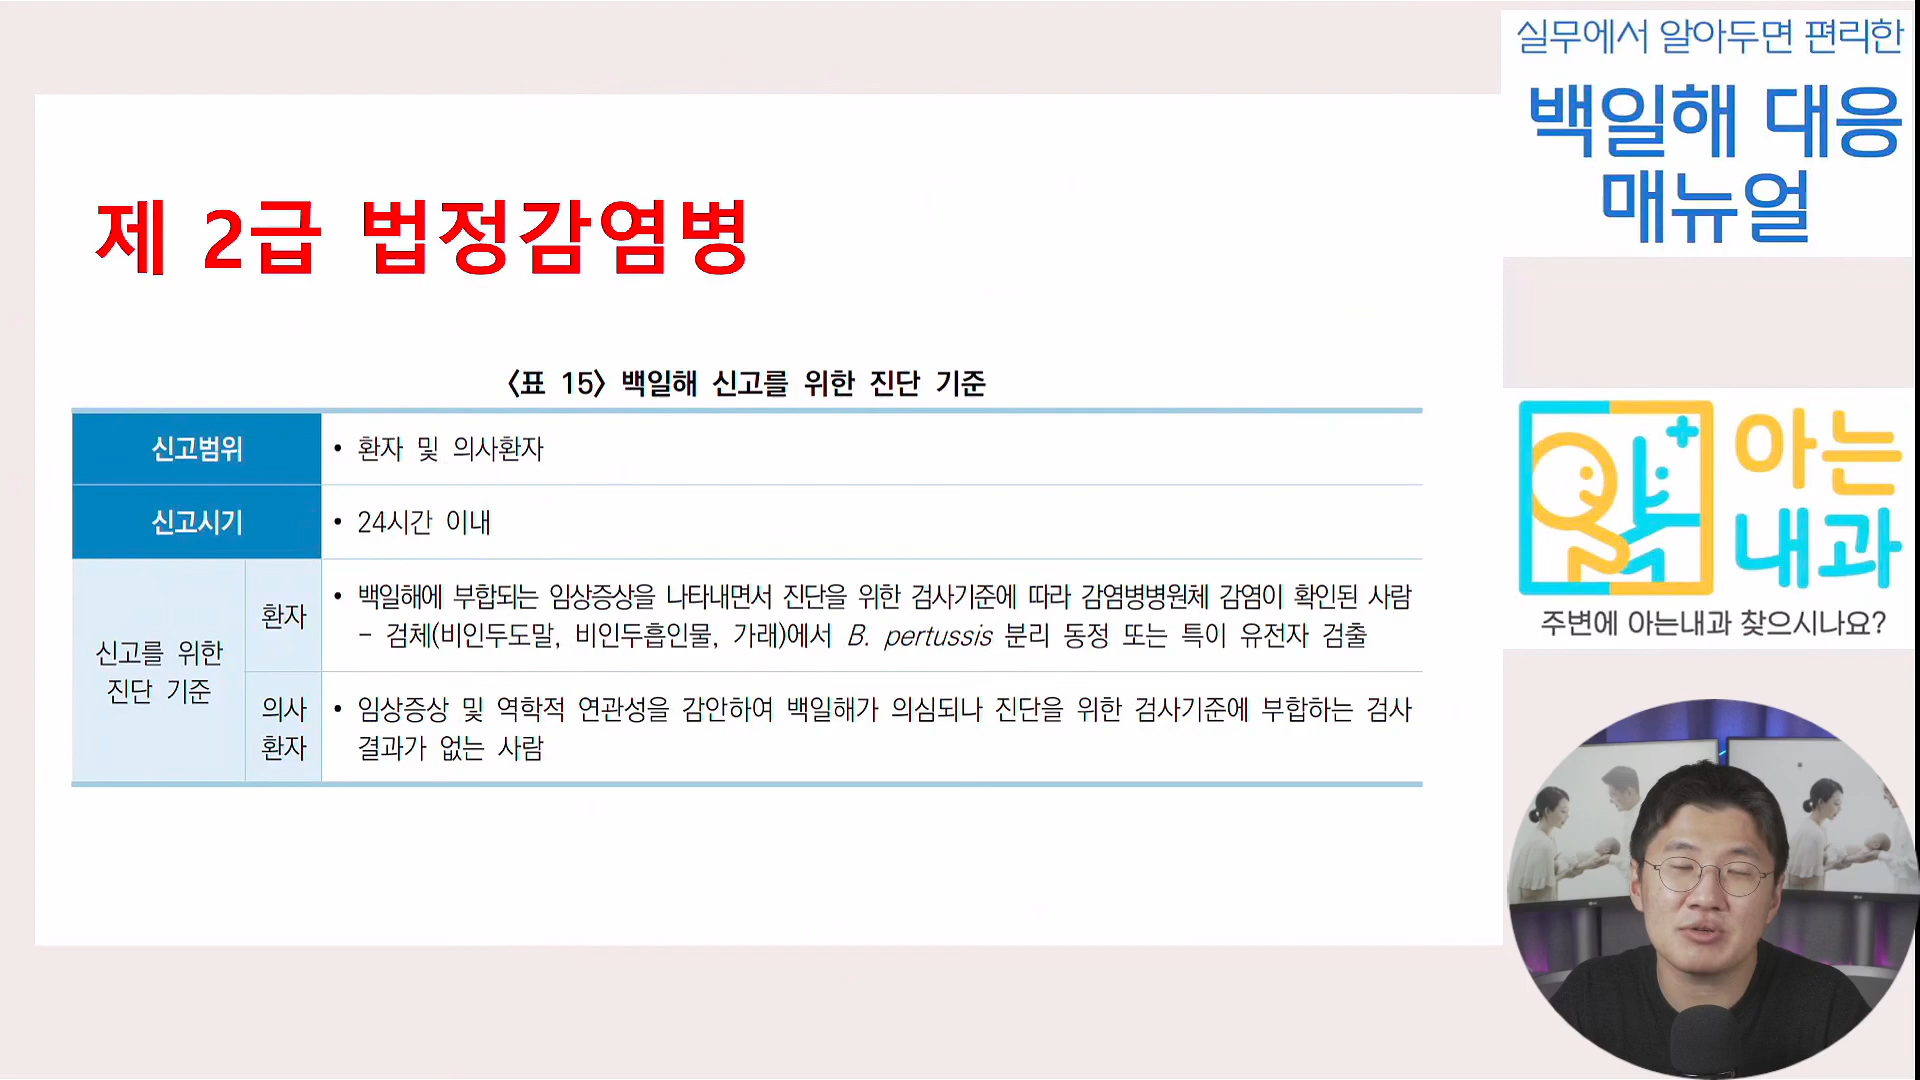 실무에서 알아두면 편리한
백일해 대응
매뉴얼
제 2급 법정감염병
〈표 15〉 백일해 신고를 위한 진단 기준
신고범위
• 환자 및 의사환자
신고시기
• 24시간 이내
신고를 위한
진단 기준
환자
• 백일해에 부합되는 임상증상을 나타내면서 진단을 위한 검사기준에 따라 감염병병원체 감염이 확인된 사람
- 검체(비인두도말, 비인두흡인물, 가래)에서 B. pertussis 분리 동정 또는 특이 유전자 검출
의사
환자
• 임상증상 및 역학적 연관성을 감안하여 백일해가 의심되나 진단을 위한 검사기준에 부합하는 검사
결과가 없는 사람
아는
내과
주변에 아는내과 찾으시나요?